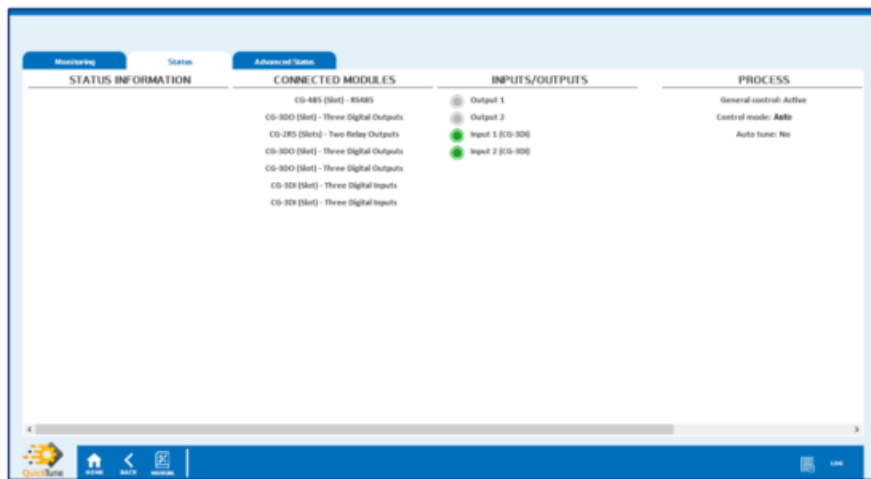 Monitoring
Status
Advanced Status
STATUS INFORMATION
CONNECTED MODULES
INPUTS/OUTPUTS
PROCESS
CG-485 (Slot) - RS485
CG-3DO (Slot) - Three Digital Outputs
CG-2RS (Slots) - Two Relay Outputs
CG-3DO (Slot) - Three Digital Outputs
CG-3DO (Slot) - Three Digital Outputs
CG-3DI (Slot) - Three Digital Inputs
CG-3DI (Slot) - Three Digital Inputs
Output 1
Output 2
Input 1 (CG-3DI)
Input 2 (CG-3DI)
General control: Active
Control mode: Auto
Auto tune: No
QuickTune
HOME
BACK
MANUAL
LOG